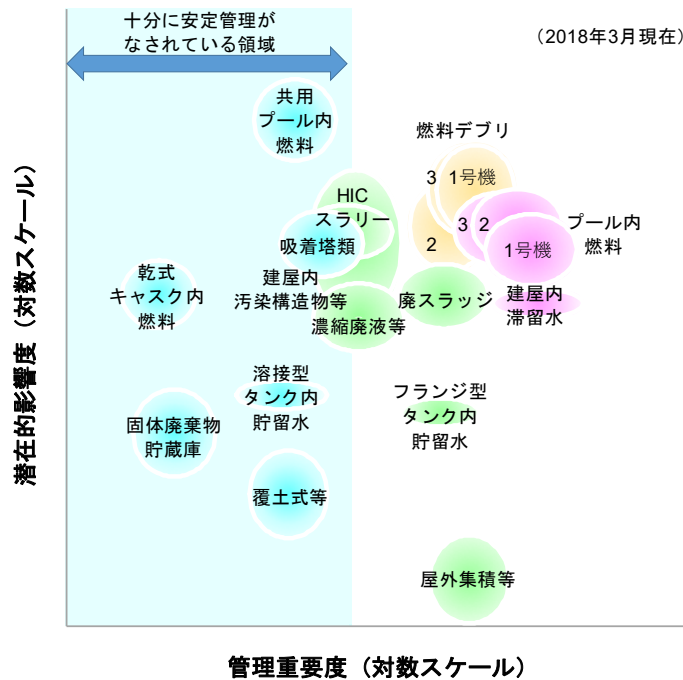 十分に安定管理が
なされている領域
（2018年3月現在）
共用
プール内
燃料
燃料デブリ
3
1号機
2
HIC
スラリー
吸着塔類
3
2
1号機
プール内
燃料
乾式
キャスク内
燃料
建屋内
汚染構造物等
濃縮廃液等
廃スラッジ
建屋内
滞留水
溶接型
タンク内
貯留水
フランジ型
タンク内
貯留水
固体廃棄物
貯蔵庫
覆土式等
屋外集積等
潜在的影響度（対数スケール）
管理重要度（対数スケール）